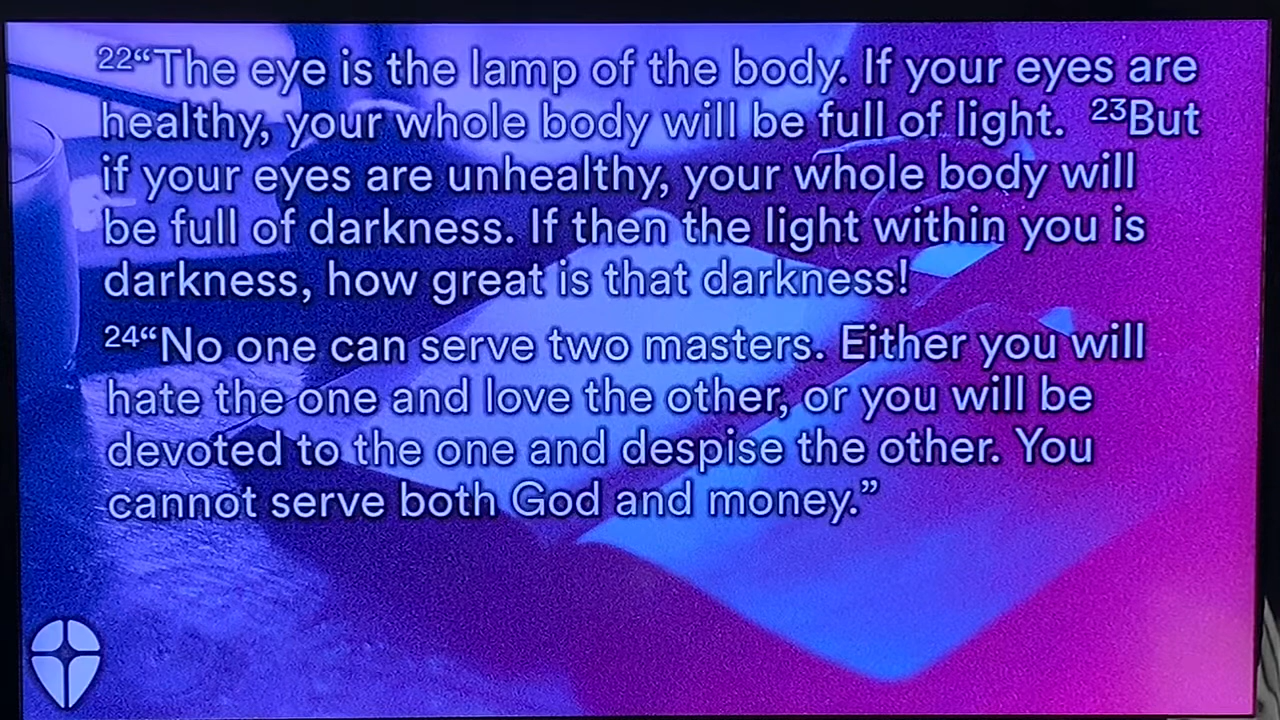 22“The eye is the lamp of the body. If your eyes are
healthy, your whole body will be full of light. 23But
if your eyes are unhealthy, your whole body will
be full of darkness. If then the light within you is
darkness, how great is that darkness!
24“No one can serve two masters. Either you will
hate the one and love the other, or you will be
devoted to the one and despise the other. You
cannot serve both God and money.”